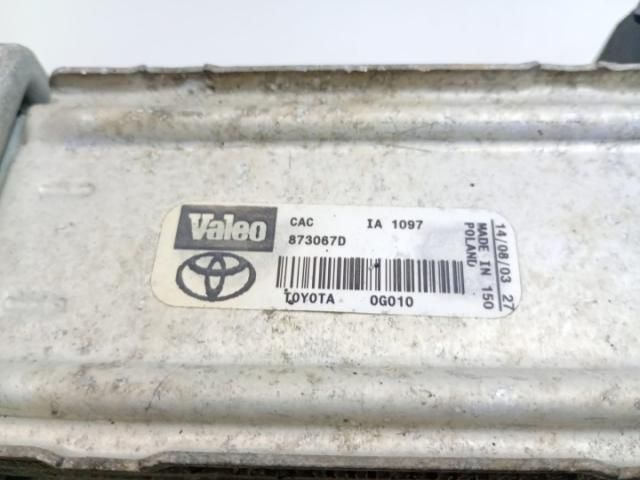 Valeo
CAC IA 1097
873067D
TOYOTA 0G010
14/08/03 27
MADE IN 150
POLAND